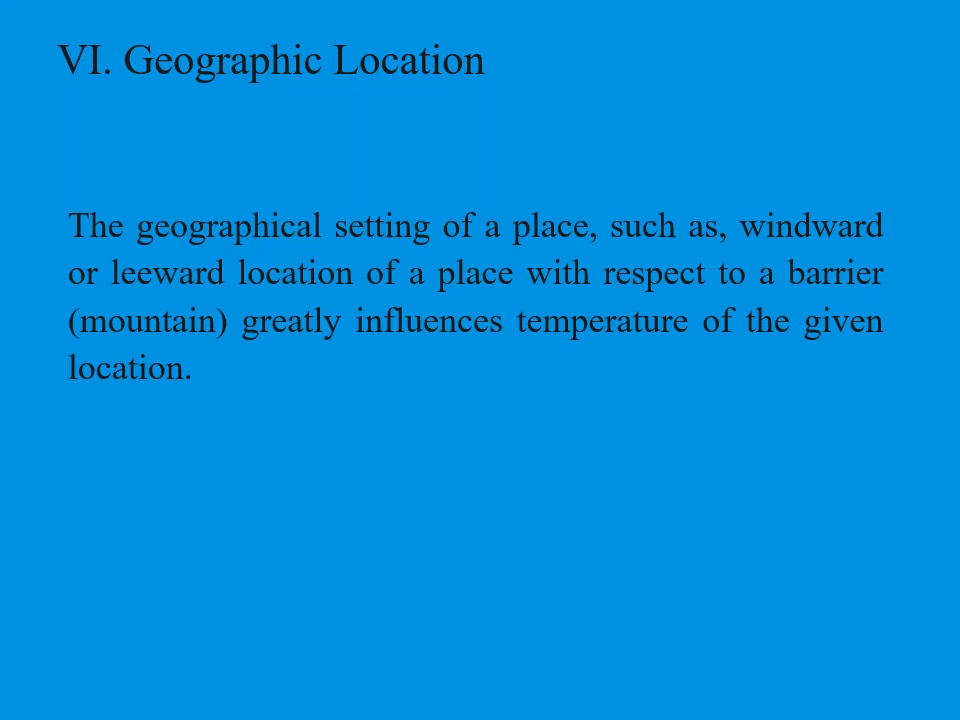 VI. Geographic Location
The geographical setting of a place, such as, windward
or leeward location of a place with respect to a barrier
(mountain) greatly influences temperature of the given
location.